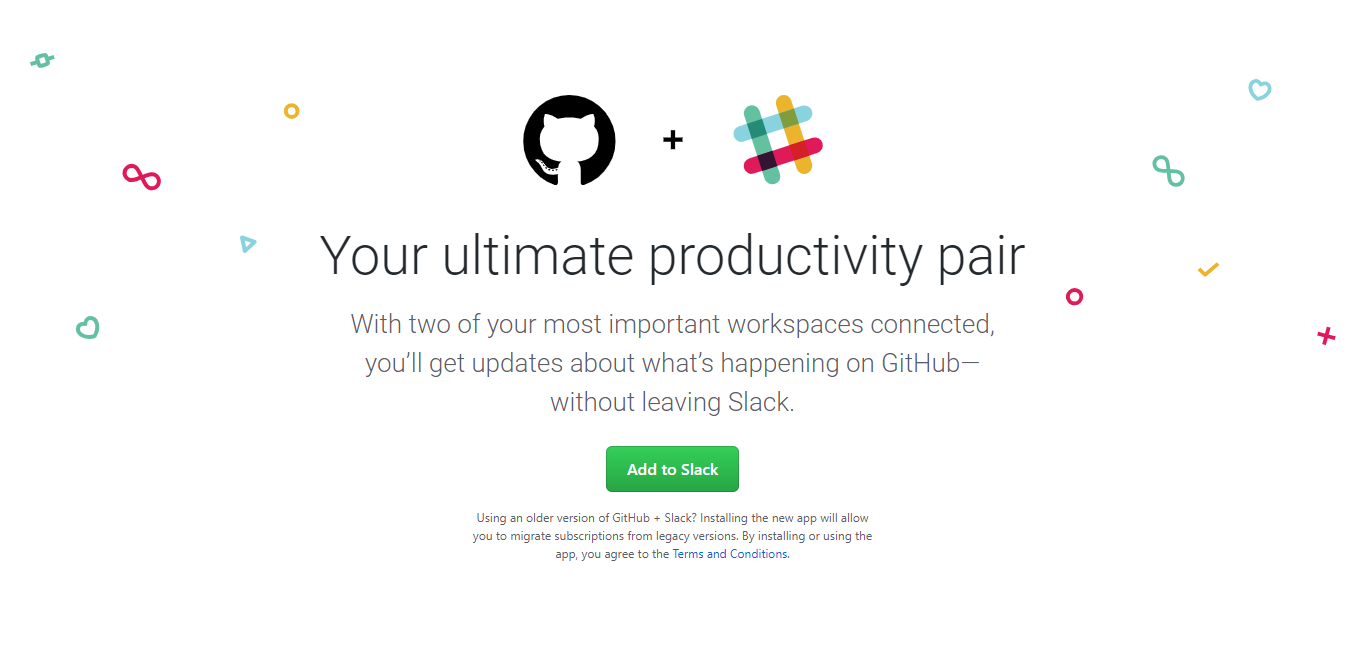 Your ultimate productivity pair
With two of your most important workspaces connected,
you’ll get updates about what’s happening on GitHub—
without leaving Slack.
Add to Slack
Using an older version of GitHub + Slack? Installing the new app will allow
you to migrate subscriptions from legacy versions. By installing or using the
app, you agree to the Terms and Conditions.